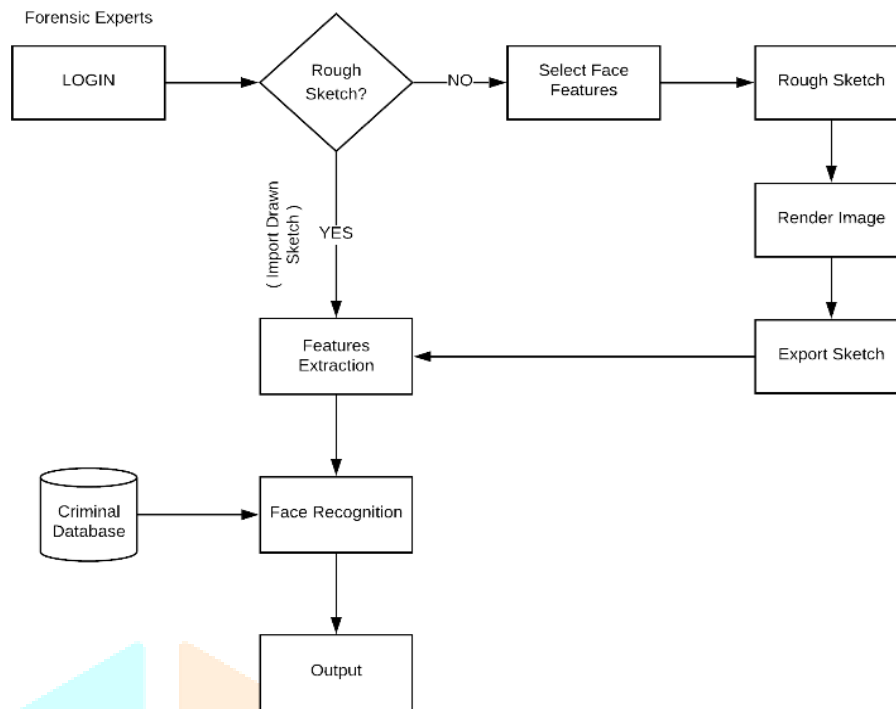 Forensic Experts
LOGIN
Rough
Sketch?
NO
Select Face
Features
Rough Sketch
( Import Drawn
Sketch )
YES
Render Image
Features
Extraction
Export Sketch
Criminal
Database
Face Recognition
Output